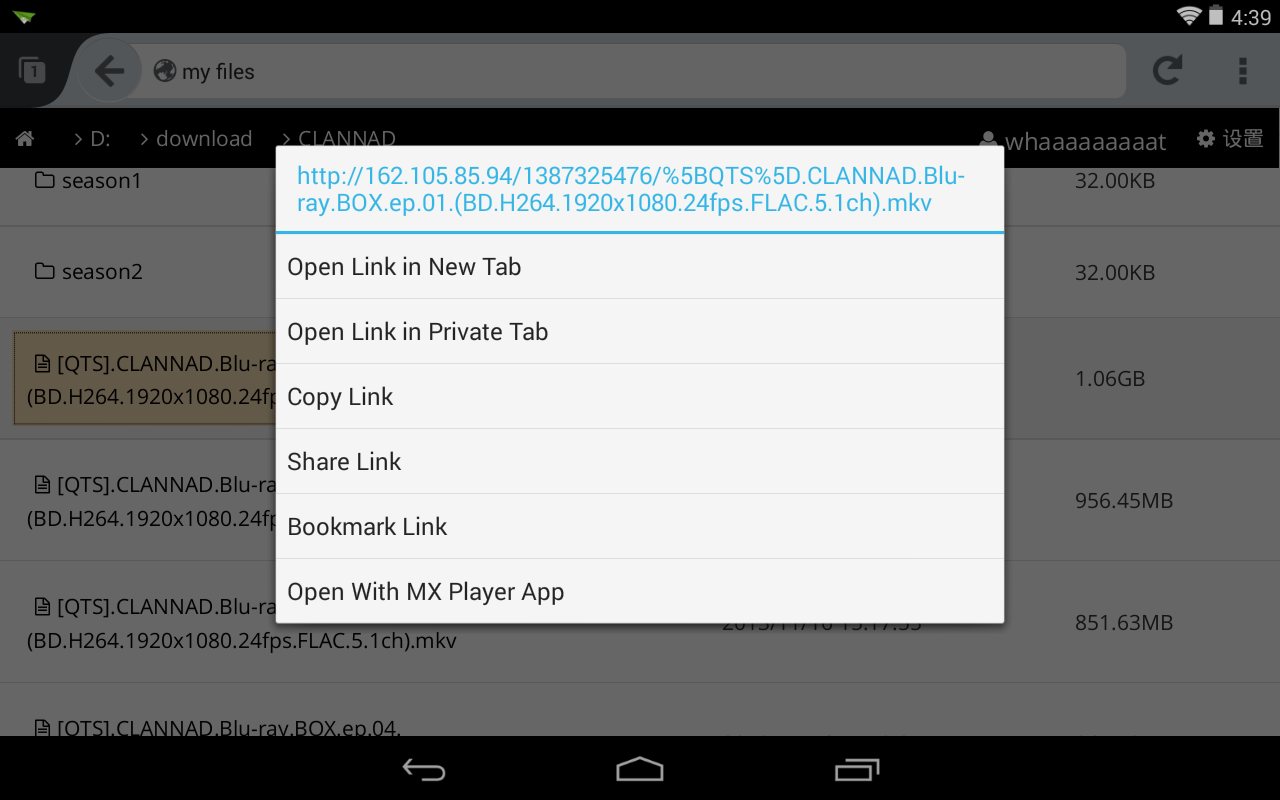 4:39
1
my files
D:
download
CLANNAD
whaaaaaaaaat
设置
season1
32.00KB
season2
32.00KB
[QTS].CLANNAD.Blu-ra
(BD.H264.1920x1080.24fp
1.06GB
[QTS].CLANNAD.Blu-ra
(BD.H264.1920x1080.24fp
956.45MB
[QTS].CLANNAD.Blu-ra
(BD.H264.1920x1080.24fps.FLAC.5.1ch).mkv
851.63MB
[QTS].CLANNAD.Blu-ray.BOX.ep.04.
http://162.105.85.94/1387325476/%5BQTS%5D.CLANNAD.Blu-
ray.BOX.ep.01.(BD.H264.1920x1080.24fps.FLAC.5.1ch).mkv
Open Link in New Tab
Open Link in Private Tab
Copy Link
Share Link
Bookmark Link
Open With MX Player App